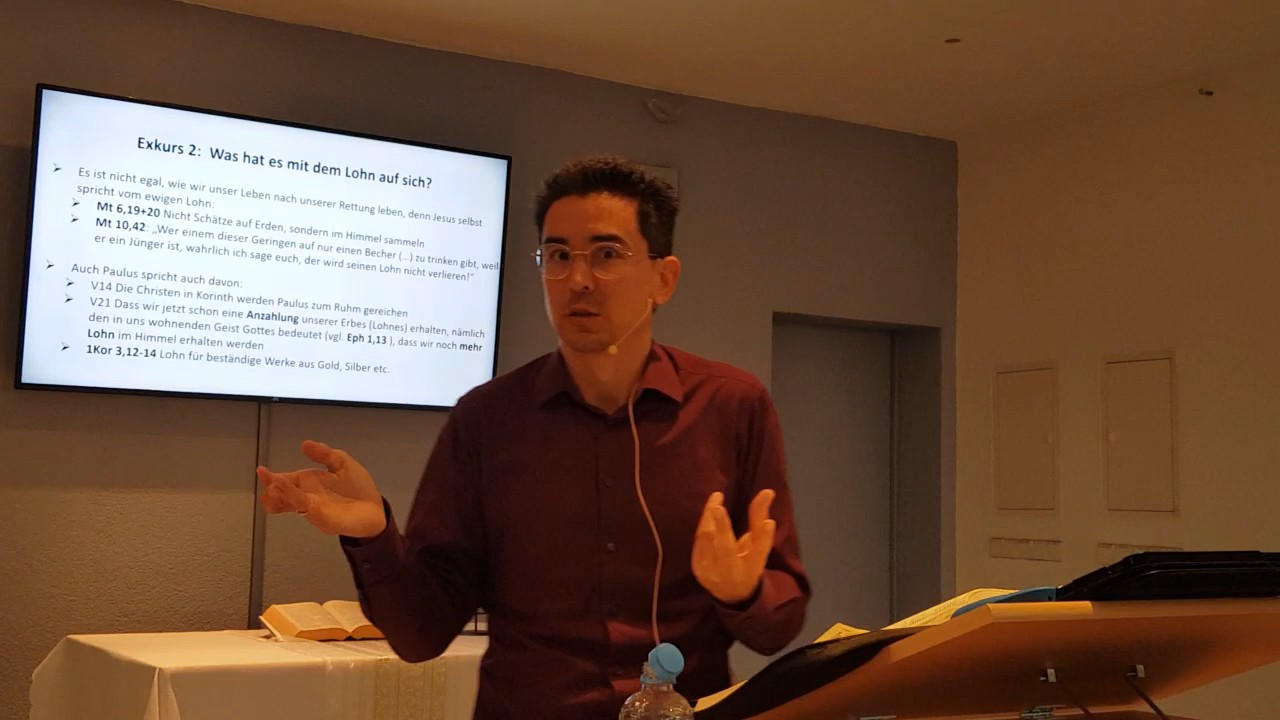 Exkurs 2: Was hat es mit dem Lohn auf sich?
Es ist nicht egal, wie wir unser Leben nach unserer Rettung leben, denn Jesus selbst
spricht vom ewigen Lohn:
Mt 6,19+20 Nicht Schätze auf Erden, sondern im Himmel sammeln
Mt 10,42: „Wer einem dieser Geringen auf nur einen Becher (...) zu trinken gibt, weil
er ein Jünger ist, wahrlich ich sage euch, der wird seinen Lohn nicht verlieren!"
Auch Paulus spricht auch davon:
V14 Die Christen in Korinth werden Paulus zum Ruhm gereichen
V21 Dass wir jetzt schon eine Anzahlung unserer Erbes (Lohnes) erhalten, nämlich
den in uns wohnenden Geist Gottes bedeutet (vgl. Eph 1,13 ), dass wir noch mehr
Lohn im Himmel erhalten werden
1Kor 3,12-14 Lohn für beständige Werke aus Gold, Silber etc.